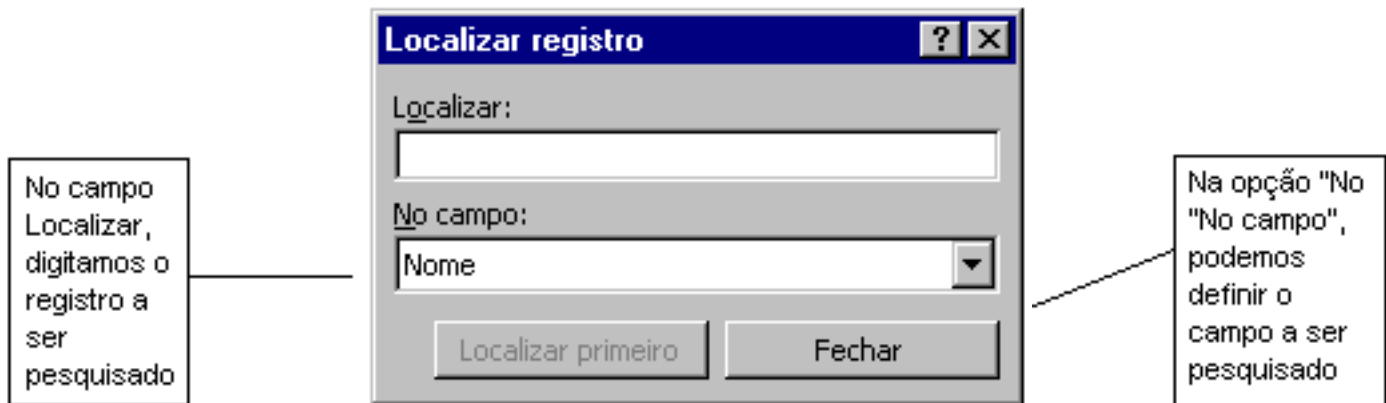 Localizar registro
Localizar:
No campo:
Nome
Localizar primeiro
Fechar
No campo
Localizar,
digitamos o
registro a
ser
pesquisado
Na opção "No
"No campo",
podemos
definir o
campo a ser
pesquisado